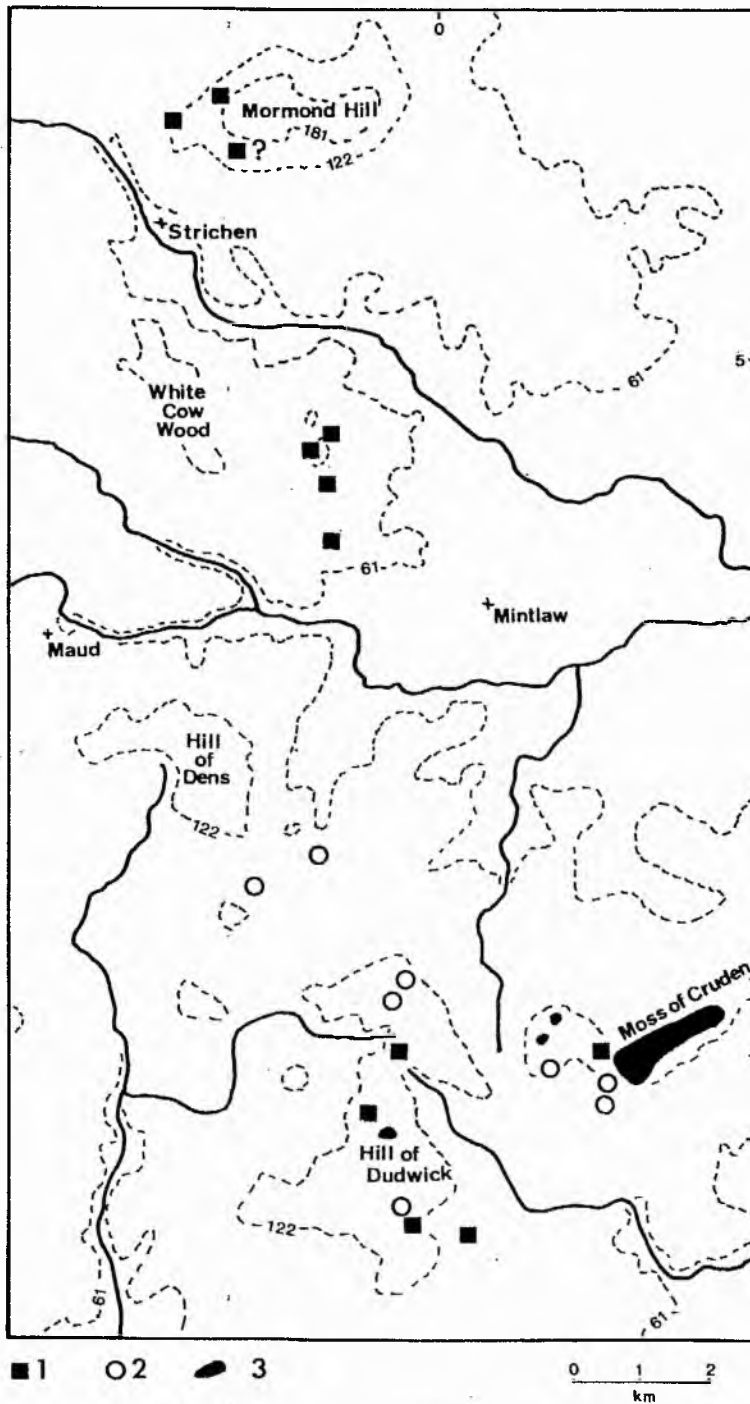 0
Mormond Hill
181
?
122
Strichen
5
61
White
Cow
Wood
61
Mintlaw
Maud
Hill
of
Dens
122
Moss of Cruden
Hill of
Dudwick
122
61
61
1 2 3
0 1 2
km